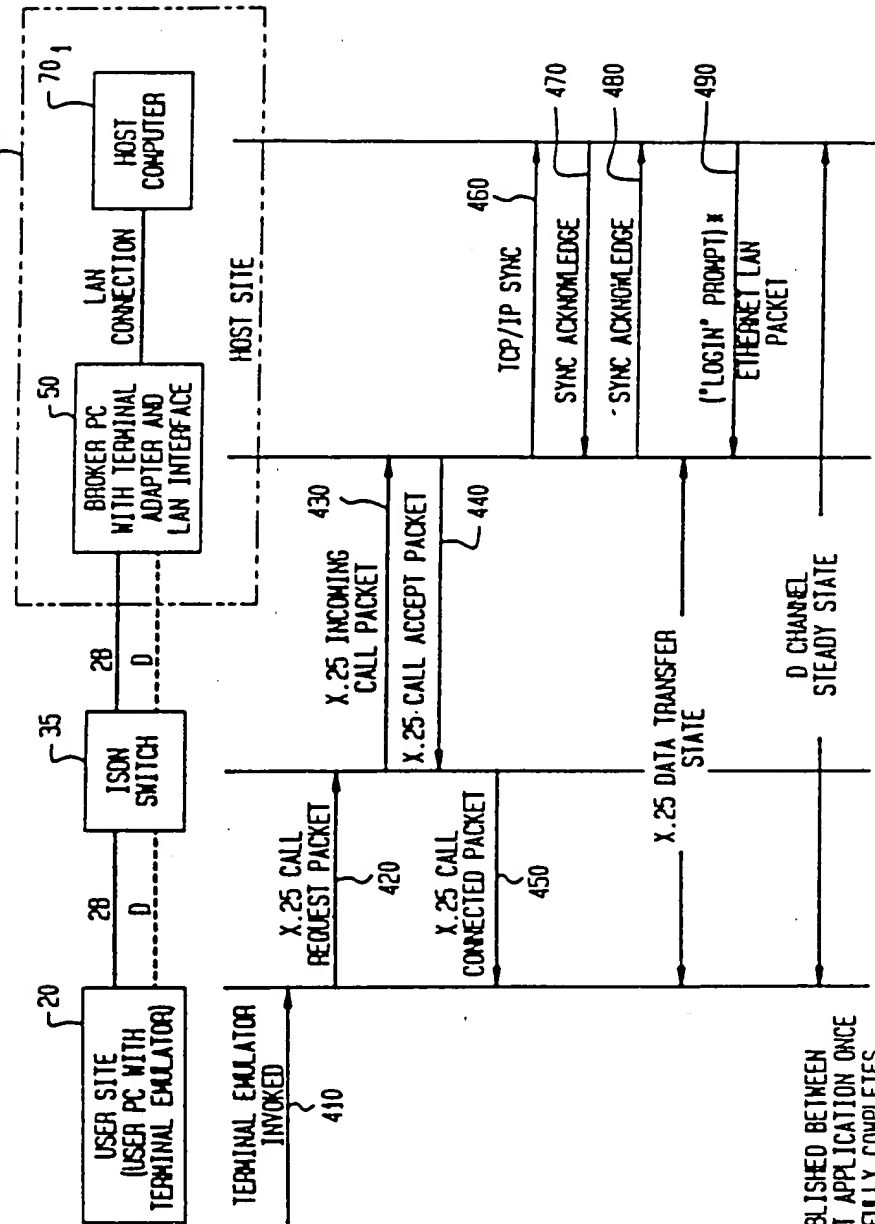 20
USER SITE
(USER PC WITH
TERMINAL EMULATOR)
2B
D
35
ISDN
SWITCH
2B
D
50
BROKER PC
WITH TERMINAL
ADAPTER AND
LAN INTERFACE
LAN
CONNECTION
70 1
HOST
COMPUTER
HOST SITE
TERMINAL EMULATOR
INVOKED
410
X.25 CALL
REQUEST PACKET
420
X.25 INCOMING
CALL PACKET
430
X.25 CALL ACCEPT PACKET
440
X.25 CALL
CONNECTED PACKET
450
TCP/IP SYNC
460
SYNC ACKNOWLEDGE
470
SYNC ACKNOWLEDGE
480
X.25 DATA TRANSFER
STATE
("LOGIN" PROMPT)*
ETHERNET LAN
PACKET
490
D CHANNEL
STEADY STATE
BLISHED BETWEEN
T APPLICATION ONCE
FULLY COMPLETES